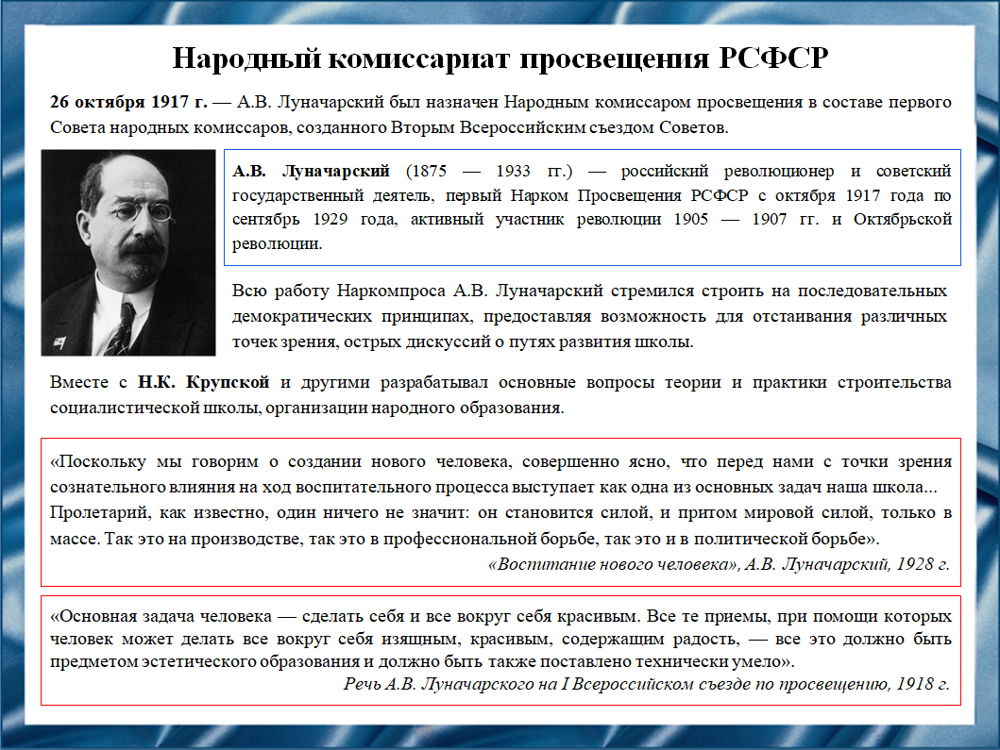 Народный комиссариат просвещения РСФСР
26 октября 1917 г. — А.В. Луначарский был назначен Народным комиссаром просвещения в составе первого
Совета народных комиссаров, созданного Вторым Всероссийским съездом Советов.
А.В. Луначарский (1875 — 1933 гг.) — российский революционер и советский
государственный деятель, первый Нарком Просвещения РСФСР с октября 1917 года по
сентябрь 1929 года, активный участник революции 1905 — 1907 гг. и Октябрьской
революции.
Всю работу Наркомпроса А.В. Луначарский стремился строить на последовательных
демократических принципах, предоставляя возможность для отстаивания различных
точек зрения, острых дискуссий о путях развития школы.
Вместе с Н.К. Крупской и другими разрабатывал основные вопросы теории и практики строительства
социалистической школы, организации народного образования.
«Поскольку мы говорим о создании нового человека, совершенно ясно, что перед нами с точки зрения
сознательного влияния на ход воспитательного процесса выступает как одна из основных задач наша школа...
Пролетарий, как известно, один ничего не значит: он становится силой, и притом мировой силой, только в
массе. Так это на производстве, так это в профессиональной борьбе, так это и в политической борьбе».
«Воспитание нового человека», А.В. Луначарский, 1928 г.
«Основная задача человека — сделать себя и все вокруг себя красивым. Все те приемы, при помощи которых
человек может делать все вокруг себя изящным, красивым, содержащим радость, — все это должно быть
предметом эстетического образования и должно быть также поставлено технически умело».
Речь А.В. Луначарского на I Всероссийском съезде по просвещению, 1918 г.